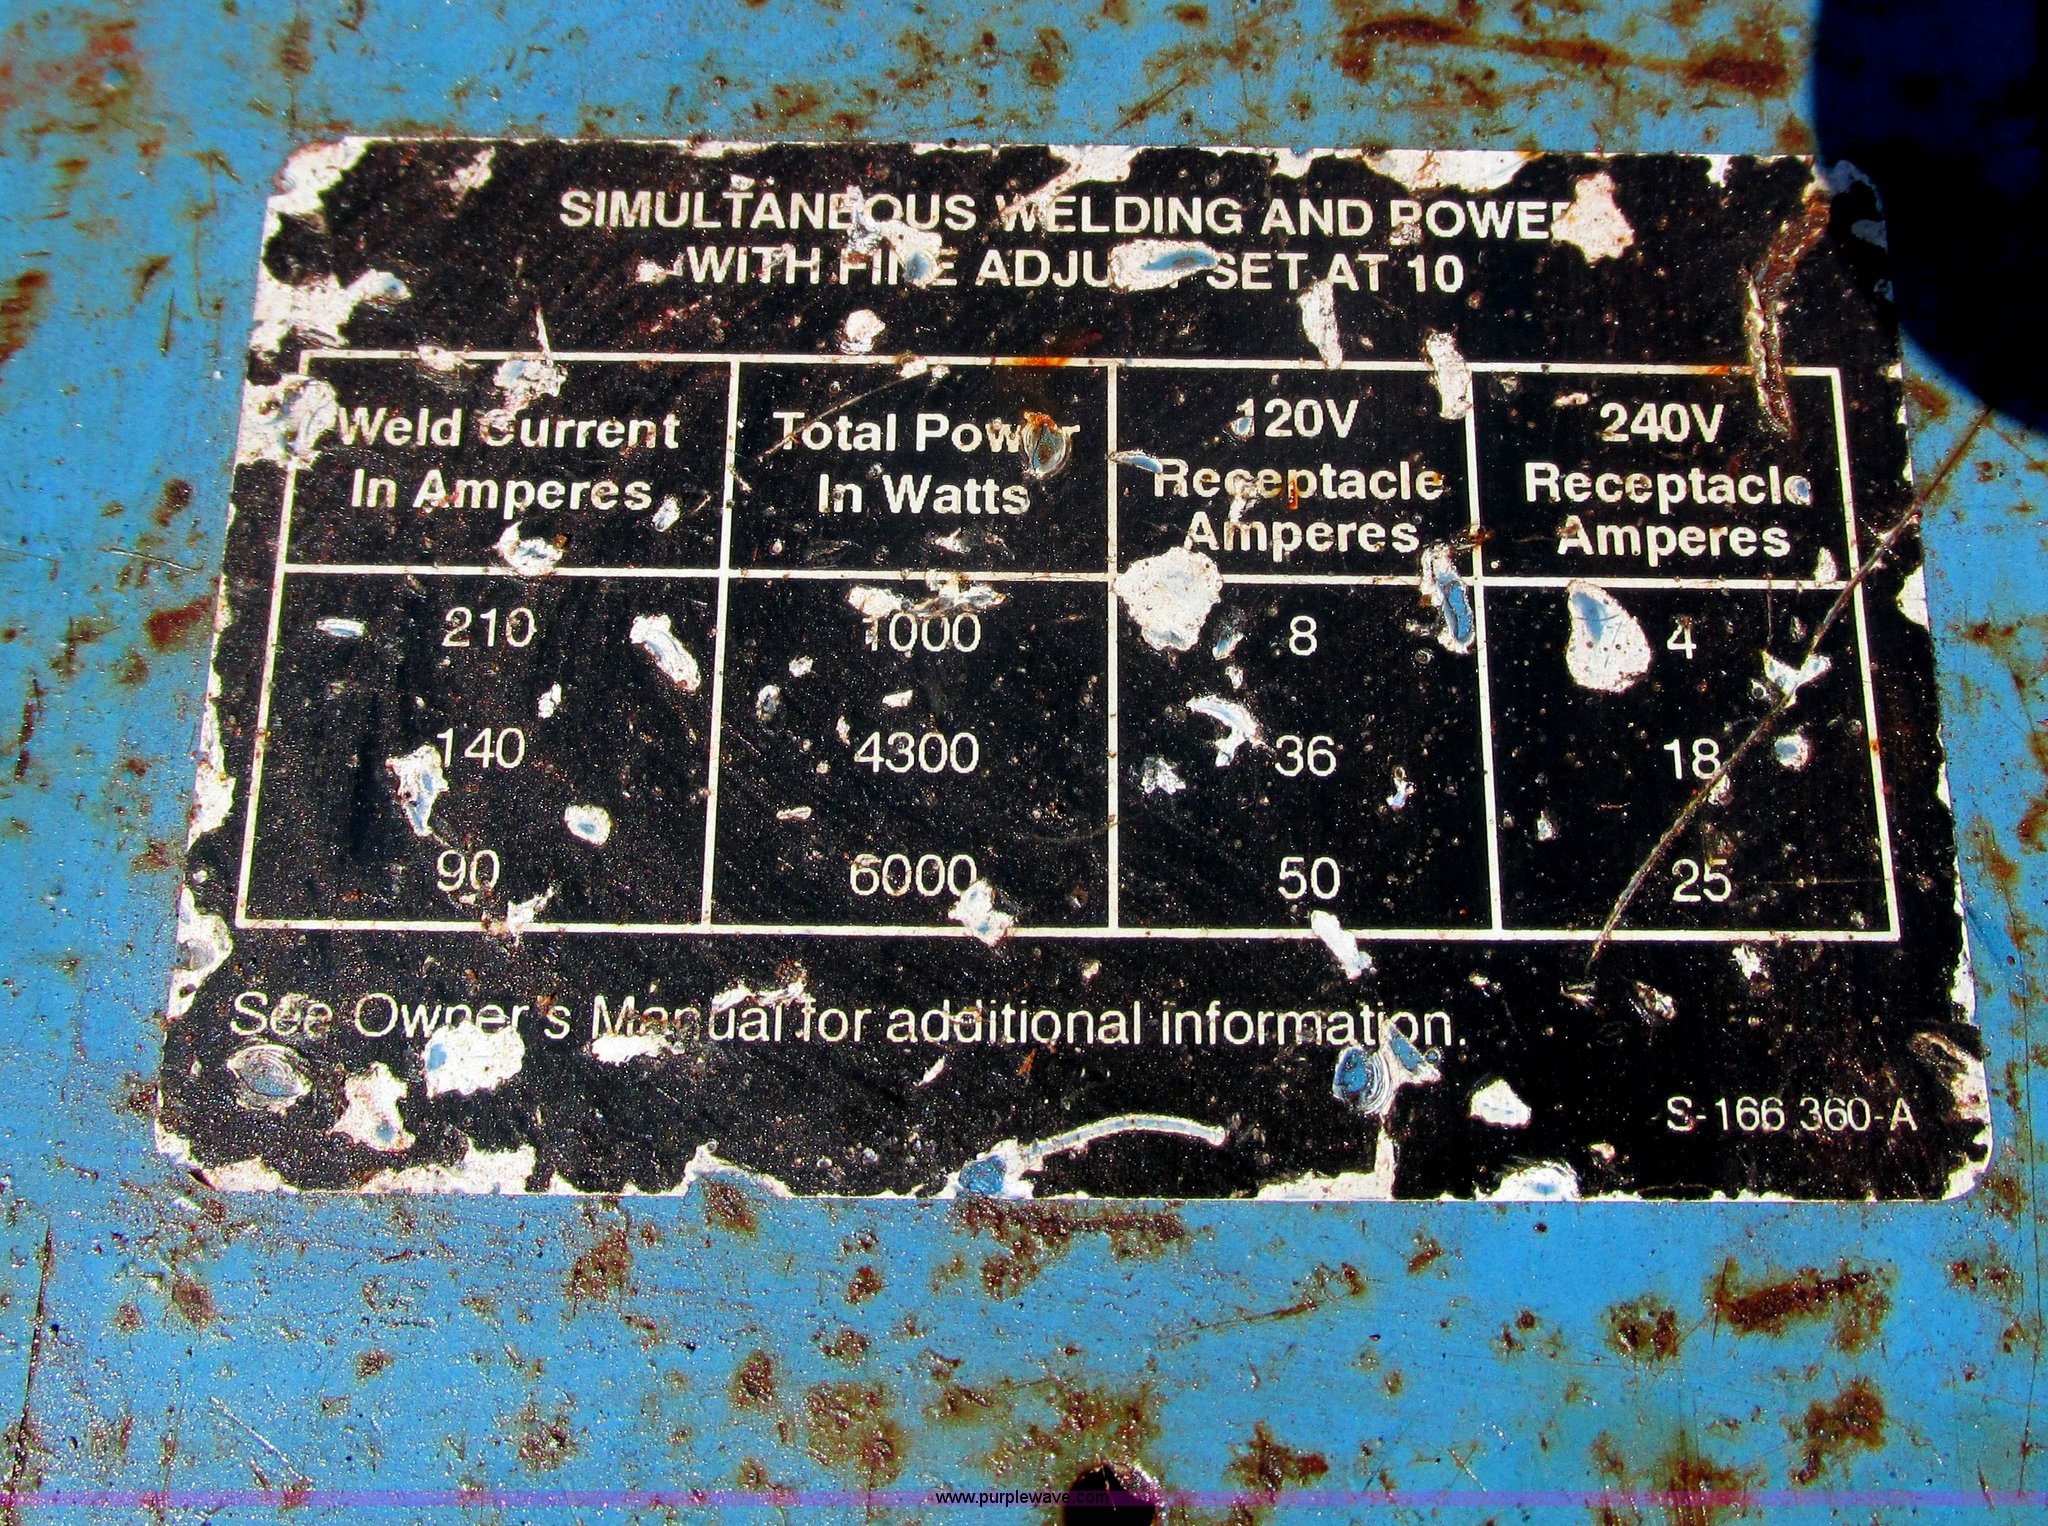 SIMULTANEOUS WELDING AND POWER
WITH FINE ADJUST SET AT 10
Weld Current
In Amperes
Total Power
In Watts
120V
Receptacle
Amperes
240V
Receptacle
Amperes
210 1000 8 4
140 4300 36 18
90 6000 50 25
See Owner's Manual for additional information.
S-166 360-A
www.purplewave.com